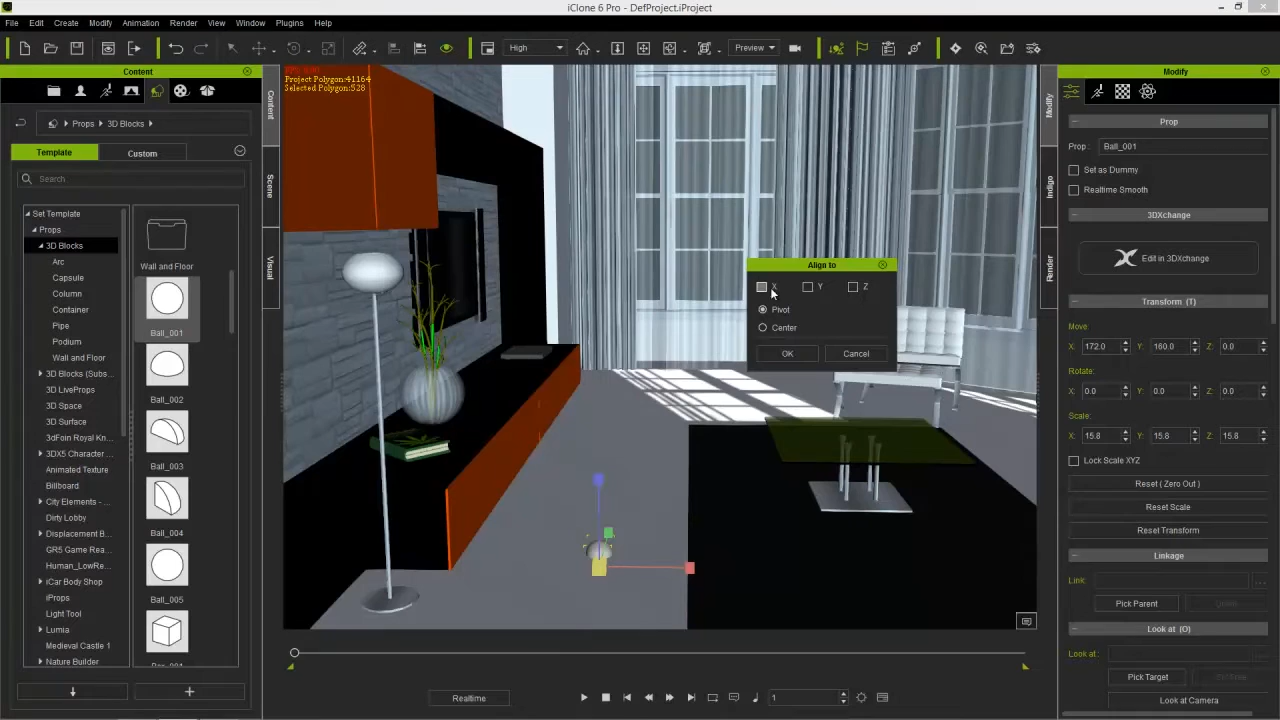 iClone 6 Pro - DefProject.iProject
File Edit Create Modify Animation Render View Window Plugins Help
High
Preview
Content
Props 3D Blocks
Template
Custom
Search
Set Template
Props
3D Blocks
Arc
Capsule
Column
Container
Pipe
Podium
Wall and Floor
3D Blocks (Subs...
3D LiveProps
3D Space
3D Surface
3dFoin Royal Kn...
3DX5 Character ...
Animated Texture
Billboard
City Elements - ...
Dirty Lobby
Displacement B...
GR5 Game Rea...
Human_LowRe...
iCar Body Shop
iProps
Light Tool
Lumia
Medieval Castle 1
Nature Builder
Wall and Floor
Ball_001
Ball_002
Ball_003
Ball_004
Ball_005
Content
Scene
Visual
Project Polygon:41164
Selected Polygon:528
Align to
X Y Z
Pivot
Center
OK Cancel
Realtime
1
Modify
Indigo
Render
Modify
Prop
Prop : Ball_001
Set as Dummy
Realtime Smooth
3DXchange
Edit in 3DXchange
Transform (T)
Move:
X: 172.0 Y: 160.0 Z: 0.0
Rotate:
X: 0.0 Y: 0.0 Z: 0.0
Scale:
X: 15.8 Y: 15.8 Z: 15.8
Lock Scale XYZ
Reset ( Zero Out )
Reset Scale
Reset Transform
Linkage
Link:
Pick Parent
Look at (O)
Look at:
Pick Target
Look at Camera